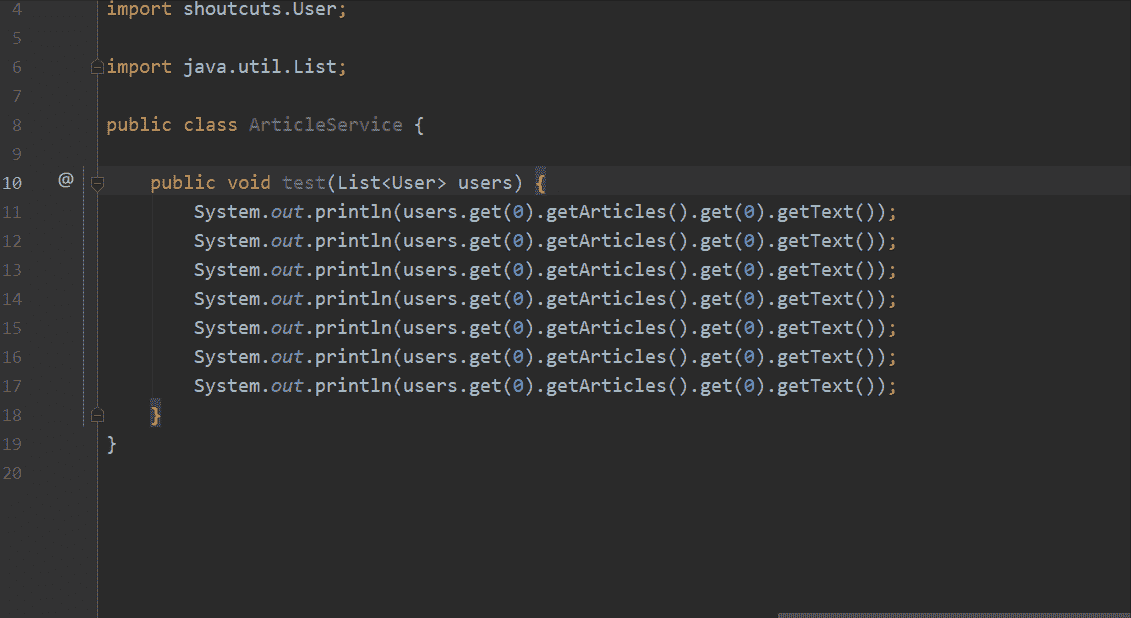 4 import shoutcuts.User;
5
6 import java.util.List;
7
8 public class ArticleService {
9
10 @ public void test(List<User> users) {
11 System.out.println(users.get(0).getArticles().get(0).getText());
12 System.out.println(users.get(0).getArticles().get(0).getText());
13 System.out.println(users.get(0).getArticles().get(0).getText());
14 System.out.println(users.get(0).getArticles().get(0).getText());
15 System.out.println(users.get(0).getArticles().get(0).getText());
16 System.out.println(users.get(0).getArticles().get(0).getText());
17 System.out.println(users.get(0).getArticles().get(0).getText());
18 }
19 }
20